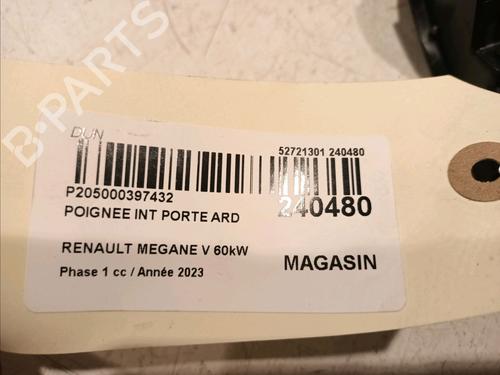 B-PARTS
DUN
52721301 240480
P205000397432
240480
POIGNEE INT PORTE ARD
RENAULT MEGANE V 60kW
MAGASIN
Phase 1 cc / Année 2023